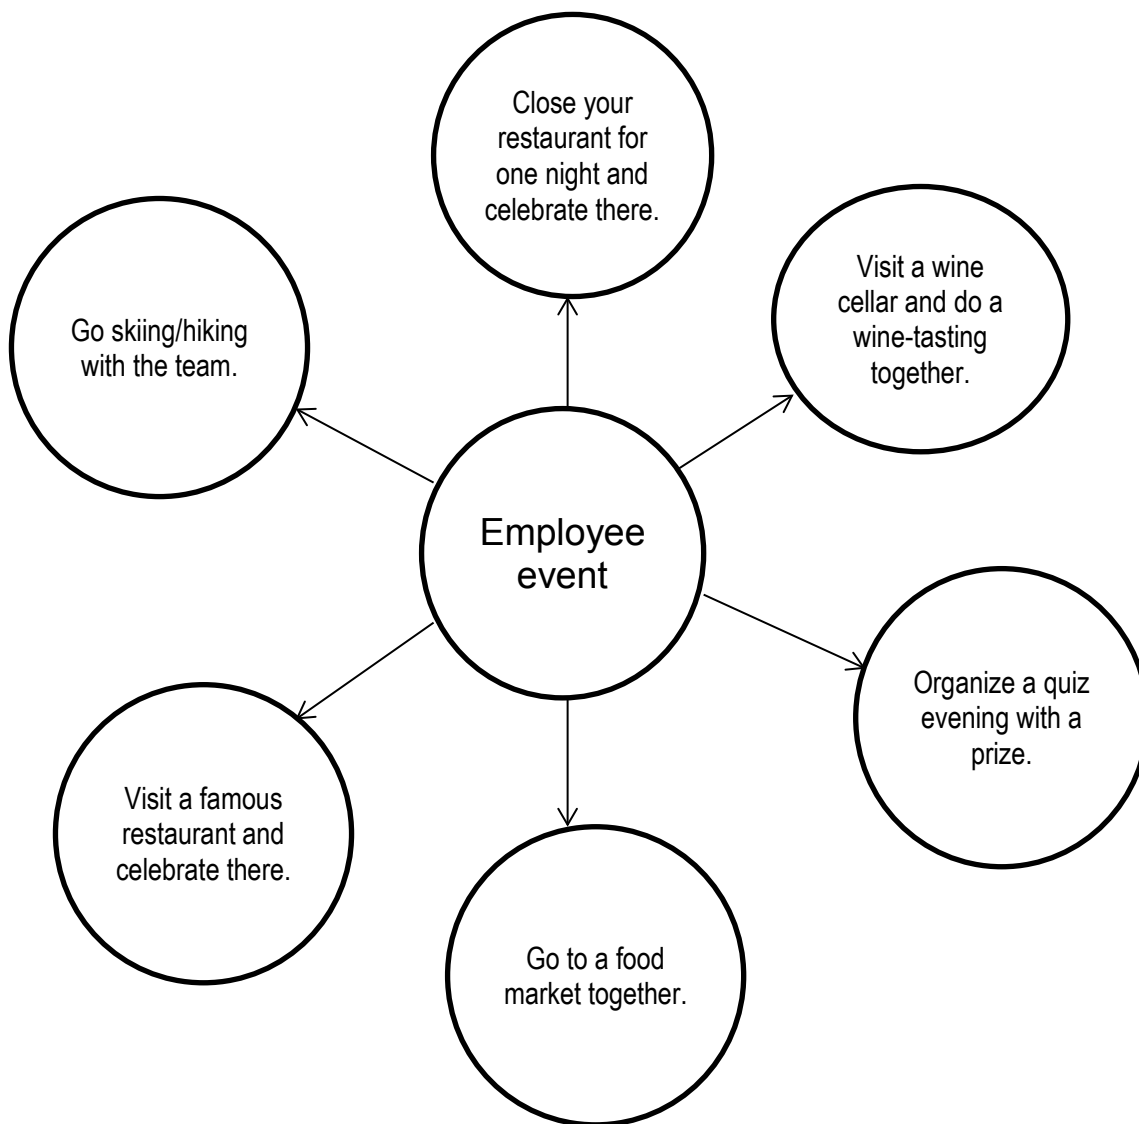 Close your
restaurant for
one night and
celebrate there.
Visit a wine
cellar and do a
wine-tasting
together.
Go skiing/hiking
with the team.
Employee
event
Organize a quiz
evening with a
prize.
Visit a famous
restaurant and
celebrate there.
Go to a food
market together.